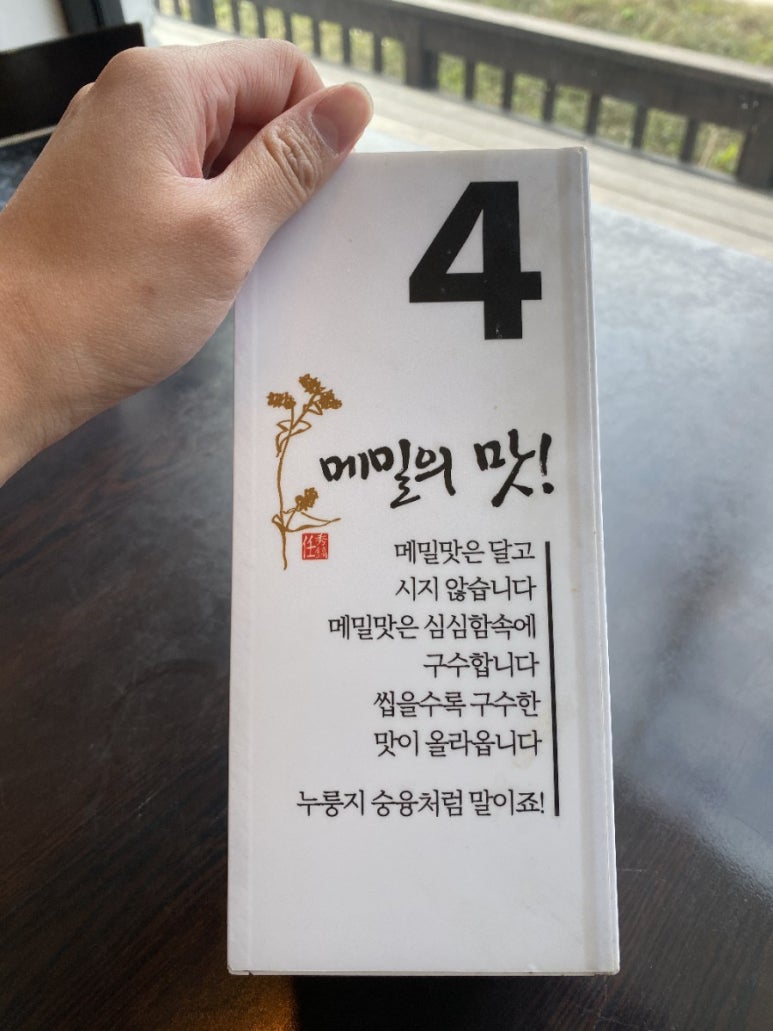 4
메밀의 맛!
메밀맛은 달고
시지 않습니다
메밀맛은 심심함속에
구수합니다
씹을수록 구수한
맛이 올라옵니다
누룽지 숭융처럼 말이죠!